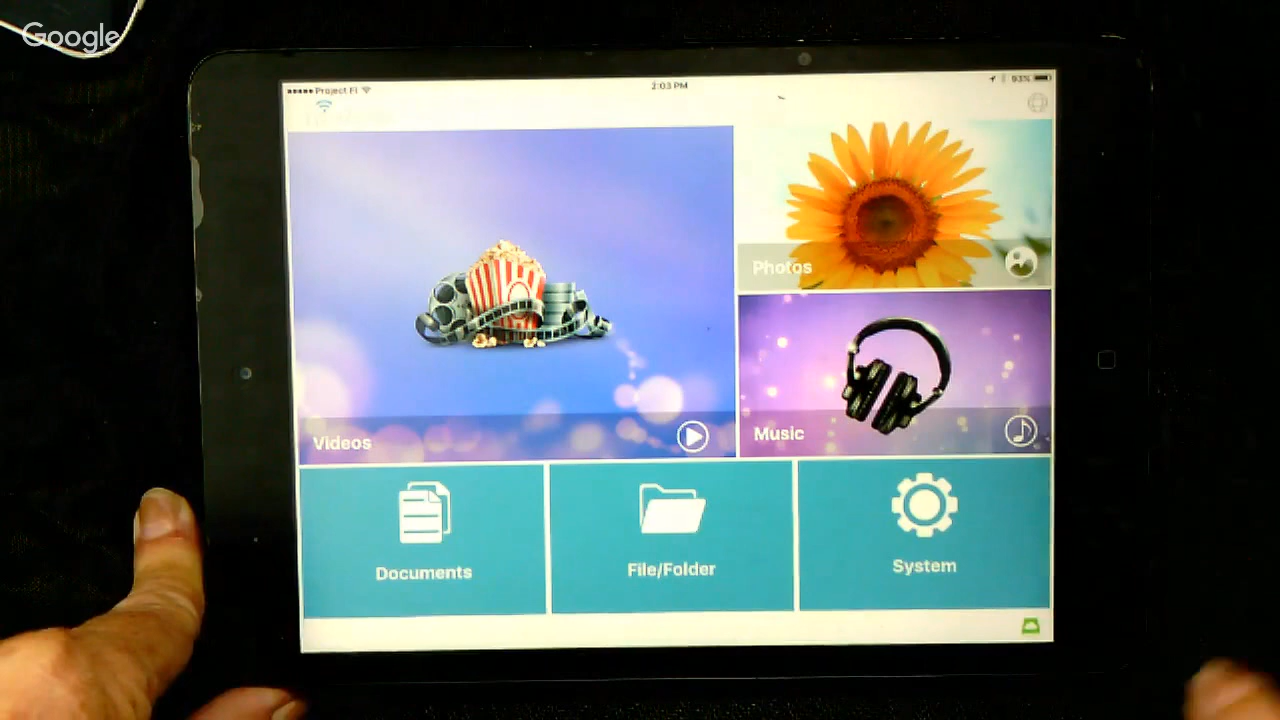 Google
Project Fi
2:03 PM
93%
Photos
Videos
Music
Documents
File/Folder
System